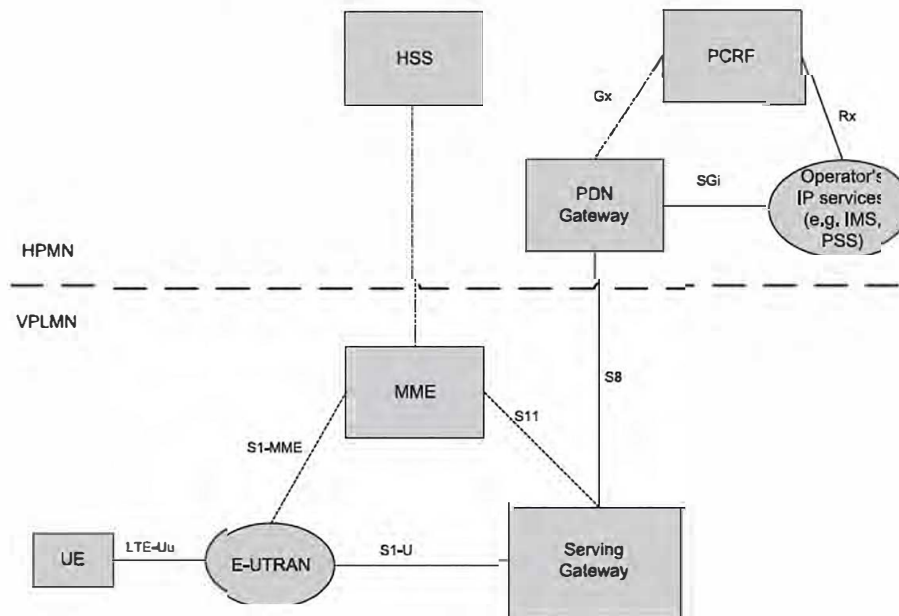 HSS
PCRF
Gx
Rx
PDN
Gateway
SGi
Operator's
IP services
(e.g. IMS,
PSS)
HPMN
VPLMN
MME
S8
S11
S1-MME
UE
LTE-Uu
E-UTRAN
S1-U
Serving
Gateway